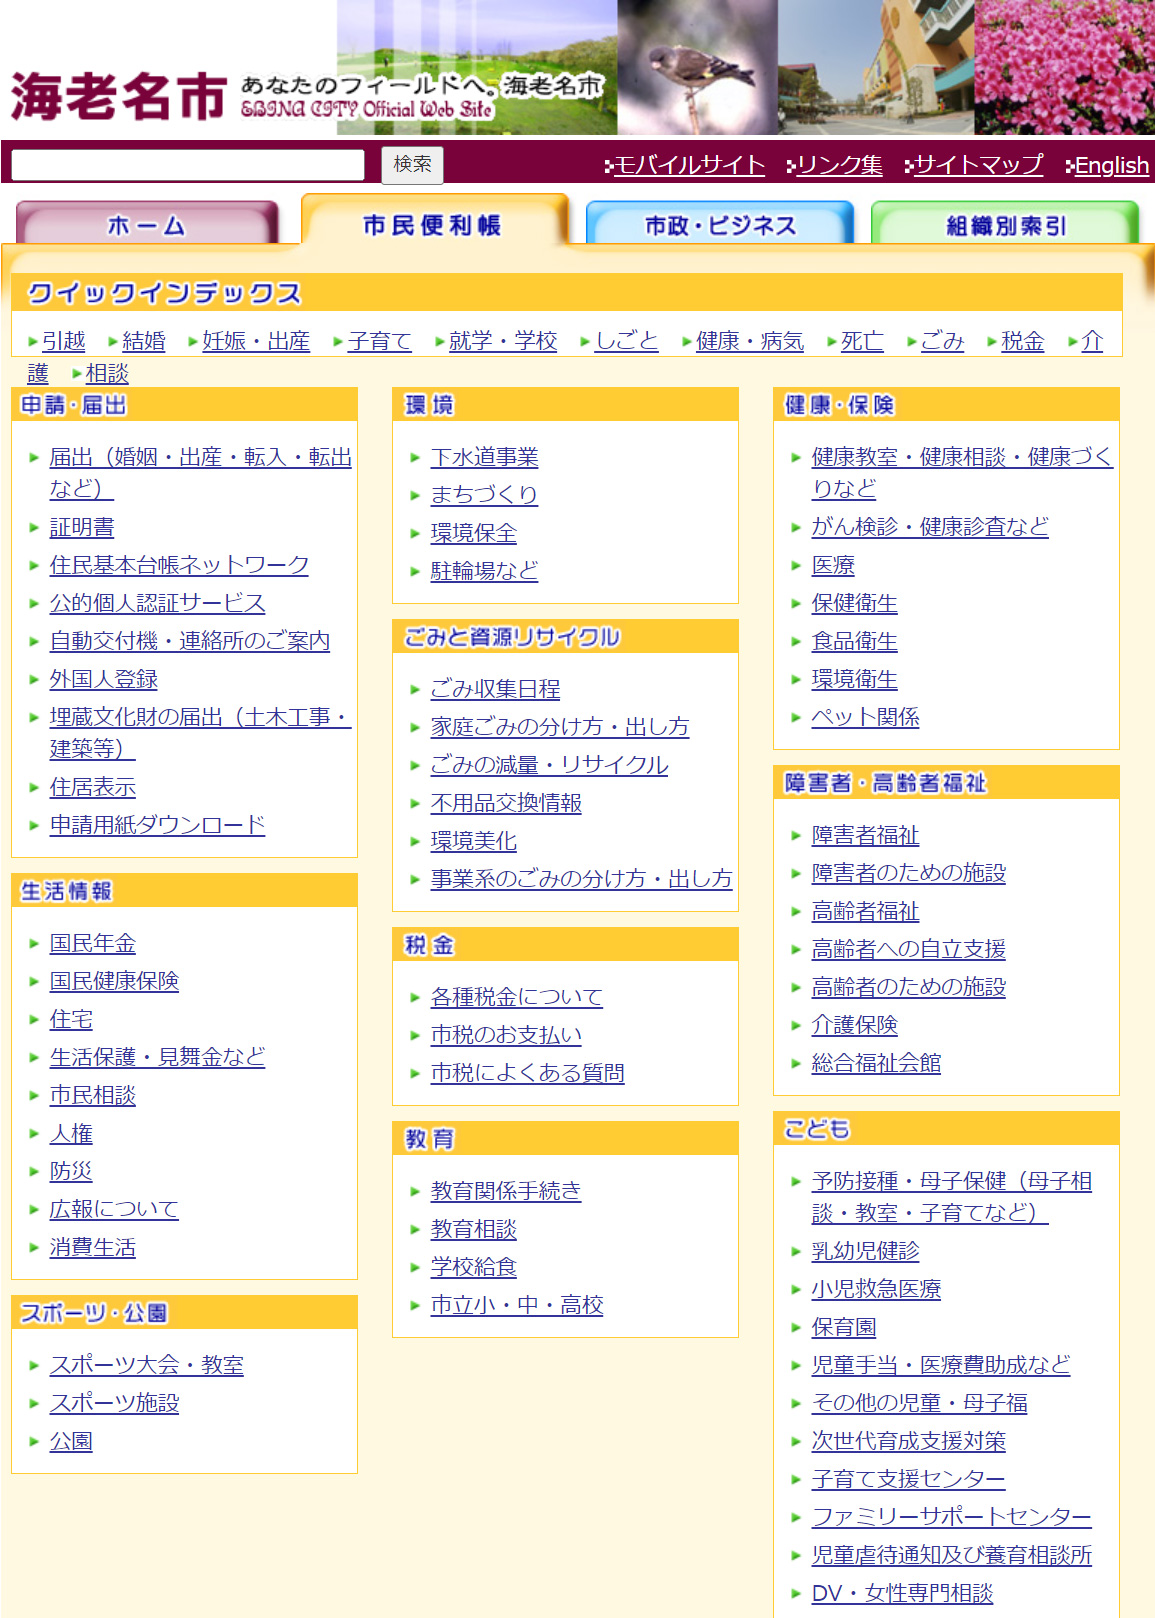 海老名市 あなたのフィールドへ。海老名市
EBINA CITY Official Web Site
検索 モバイルサイト リンク集 サイトマップ English
ホーム 市民便利帳 市政・ビジネス 組織別索引
クイックインデックス
引越 結婚 妊娠・出産 子育て 就学・学校 しごと 健康・病気 死亡 ごみ 税金 介
護 相談
申請・届出
届出（婚姻・出産・転入・転出
など）
証明書
住民基本台帳ネットワーク
公的個人認証サービス
自動交付機・連絡所のご案内
外国人登録
埋蔵文化財の届出（土木工事・
建築等）
住居表示
申請用紙ダウンロード
生活情報
国民年金
国民健康保険
住宅
生活保護・見舞金など
市民相談
人権
防災
広報について
消費生活
スポーツ・公園
スポーツ大会・教室
スポーツ施設
公園
環境
下水道事業
まちづくり
環境保全
駐輪場など
ごみと資源リサイクル
ごみ収集日程
家庭ごみの分け方・出し方
ごみの減量・リサイクル
不用品交換情報
環境美化
事業系のごみの分け方・出し方
税金
各種税金について
市税のお支払い
市税によくある質問
教育
教育関係手続き
教育相談
学校給食
市立小・中・高校
健康・保険
健康教室・健康相談・健康づく
りなど
がん検診・健康診査など
医療
保健衛生
食品衛生
環境衛生
ペット関係
障害者・高齢者福祉
障害者福祉
障害者のための施設
高齢者福祉
高齢者への自立支援
高齢者のための施設
介護保険
総合福祉会館
こども
予防接種・母子保健（母子相
談・教室・子育てなど）
乳幼児健診
小児救急医療
保育園
児童手当・医療費助成など
その他の児童・母子福
次世代育成支援対策
子育て支援センター
ファミリーサポートセンター
児童虐待通知及び養育相談所
DV・女性専門相談